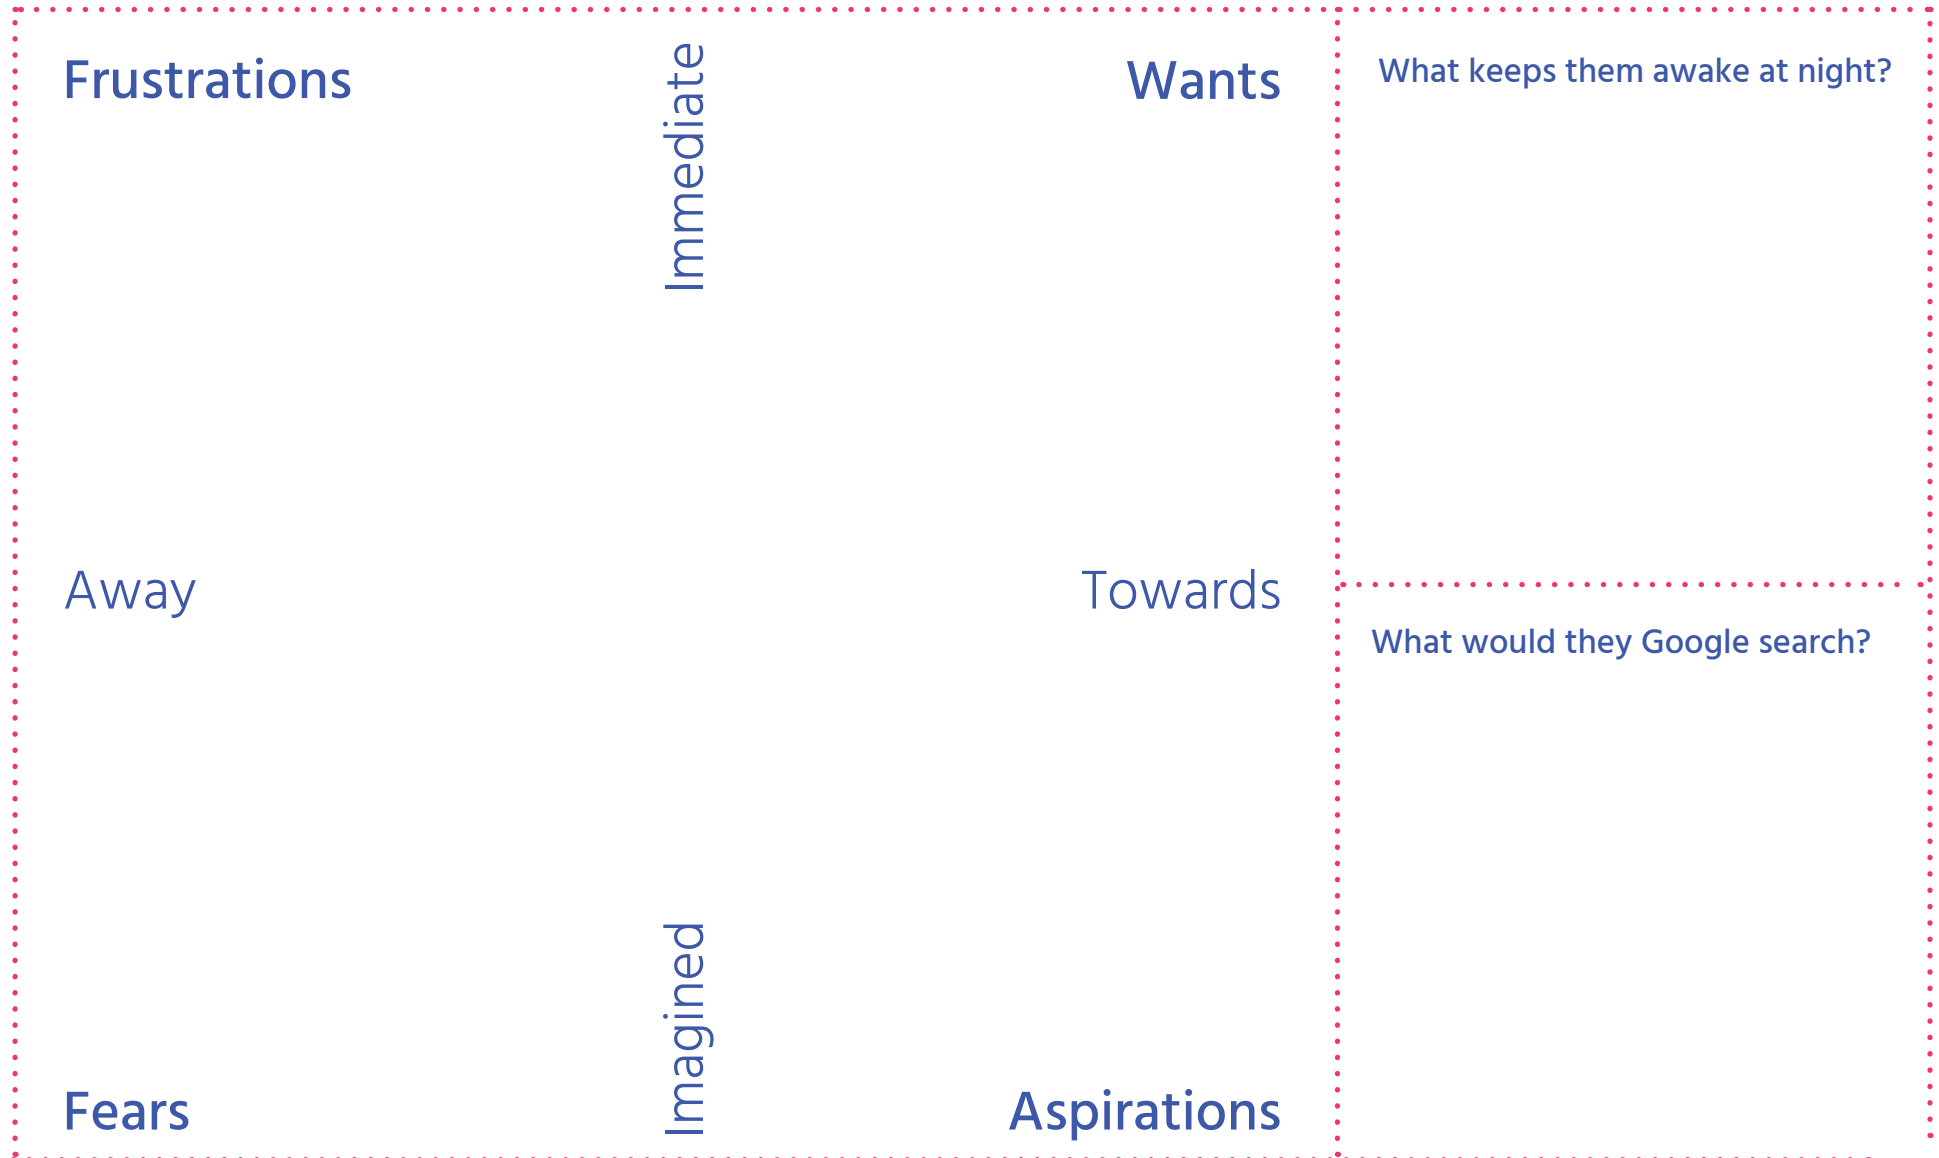 Frustrations
Immediate
Wants
What keeps them awake at night?
Away
Towards
What would they Google search?
Imagined
Fears
Aspirations